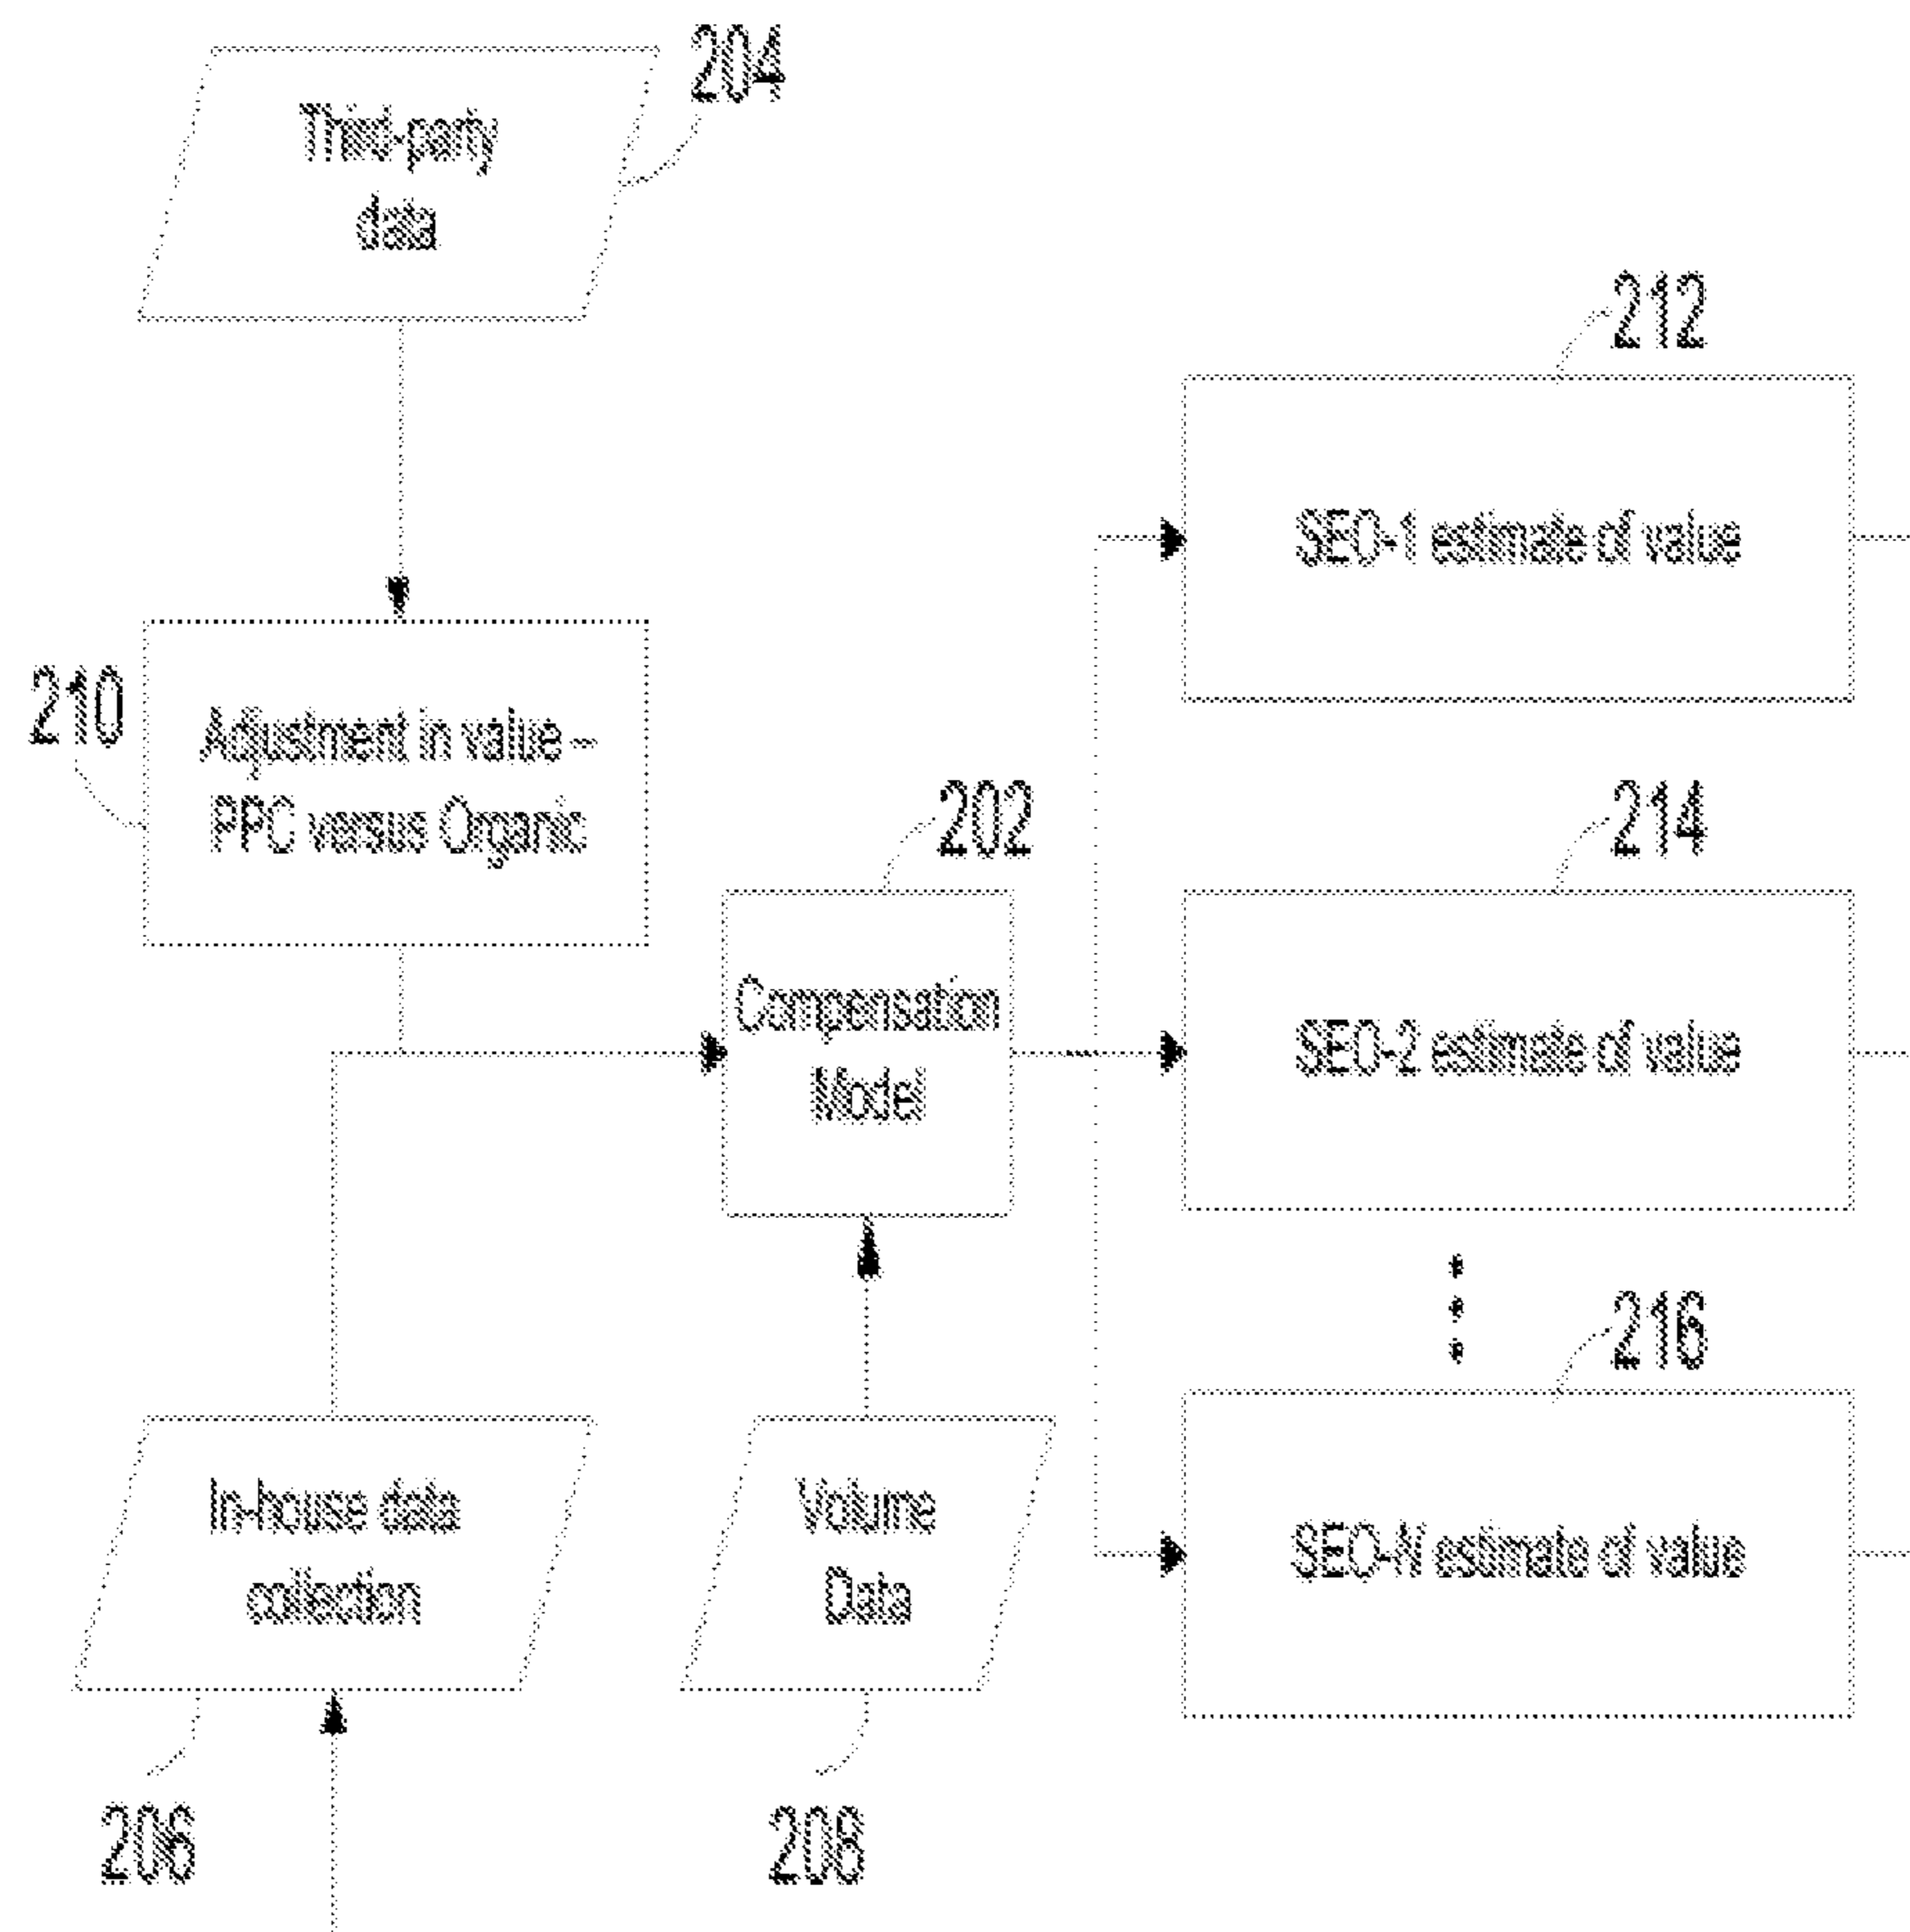 204
Third-party
data
212
SEO-1 estimate of value
210
Adjustment in value –
PPC versus Organic
202
214
Compensation
Model
SEO-2 estimate of value
216
In-house data
collection
Volume
Data
SEO-N estimate of value
206
208